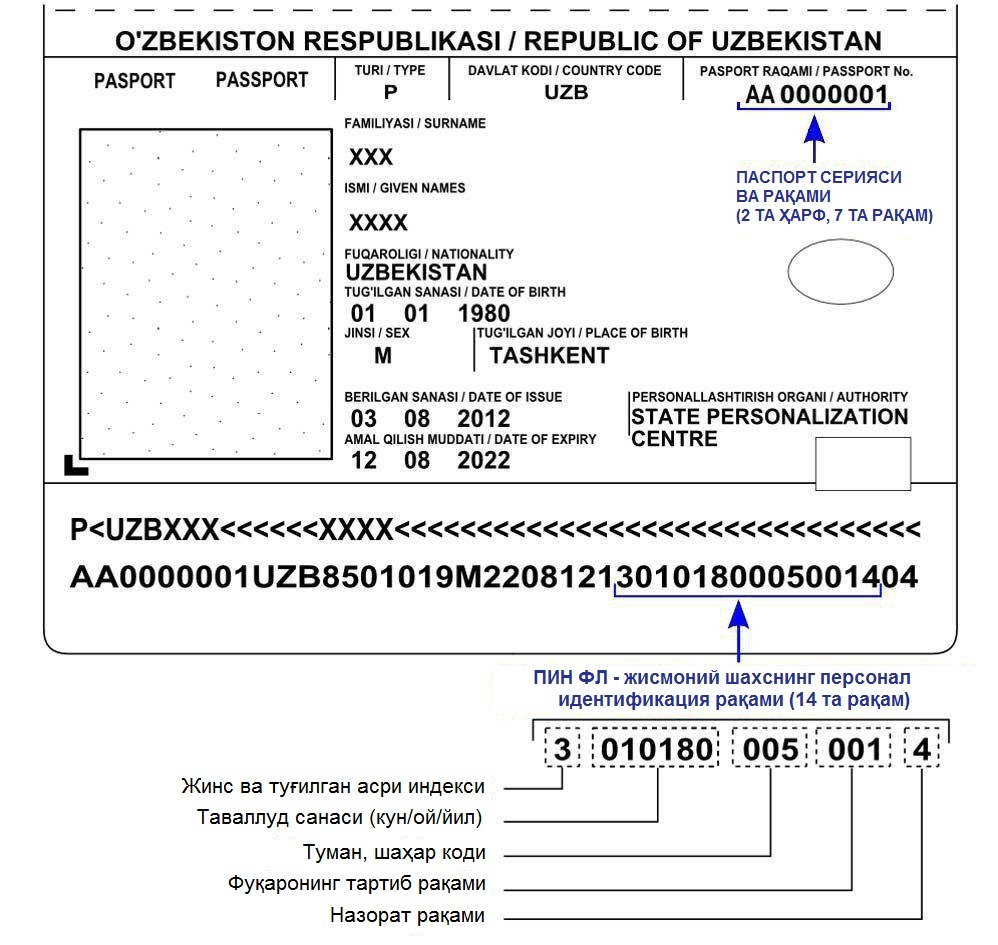 O'ZBEKISTON RESPUBLIKASI / REPUBLIC OF UZBEKISTAN
PASPORT PASSPORT
TURI / TYPE
P
DAVLAT KODI / COUNTRY CODE
UZB
PASPORT RAQAMI / PASSPORT No.
AA 0000001
ПАСПОРТ СЕРИЯСИ
ВА РАҚАМИ
(2 ТА ҲАРФ, 7 ТА РАҚАМ)
FAMILIYASI / SURNAME
XXX
ISMI / GIVEN NAMES
XXXX
FUQAROLIGI / NATIONALITY
UZBEKISTAN
TUG'ILGAN SANASI / DATE OF BIRTH
01 01 1980
JINSI / SEX
M
TUG'ILGAN JOYI / PLACE OF BIRTH
TASHKENT
BERILGAN SANASI / DATE OF ISSUE
03 08 2012
AMAL QILISH MUDDATI / DATE OF EXPIRY
12 08 2022
PERSONALLASHTIRISH ORGANI / AUTHORITY
STATE PERSONALIZATION
CENTRE
P<UZBXXX<<<<<<XXXX<<<<<<<<<<<<<<<<<<<<<<<<<<<<<<<<
AA0000001UZB8501019M22081213010180005001404
ПИН ФЛ - жисмоний шахснинг персонал
идентификация рақами (14 та рақам)
3 010180 005 001 4
Жинс ва туғилган асри индекси
Таваллуд санаси (кун/ой/йил)
Туман, шаҳар коди
Фуқаронинг тартиб рақами
Назорат рақами